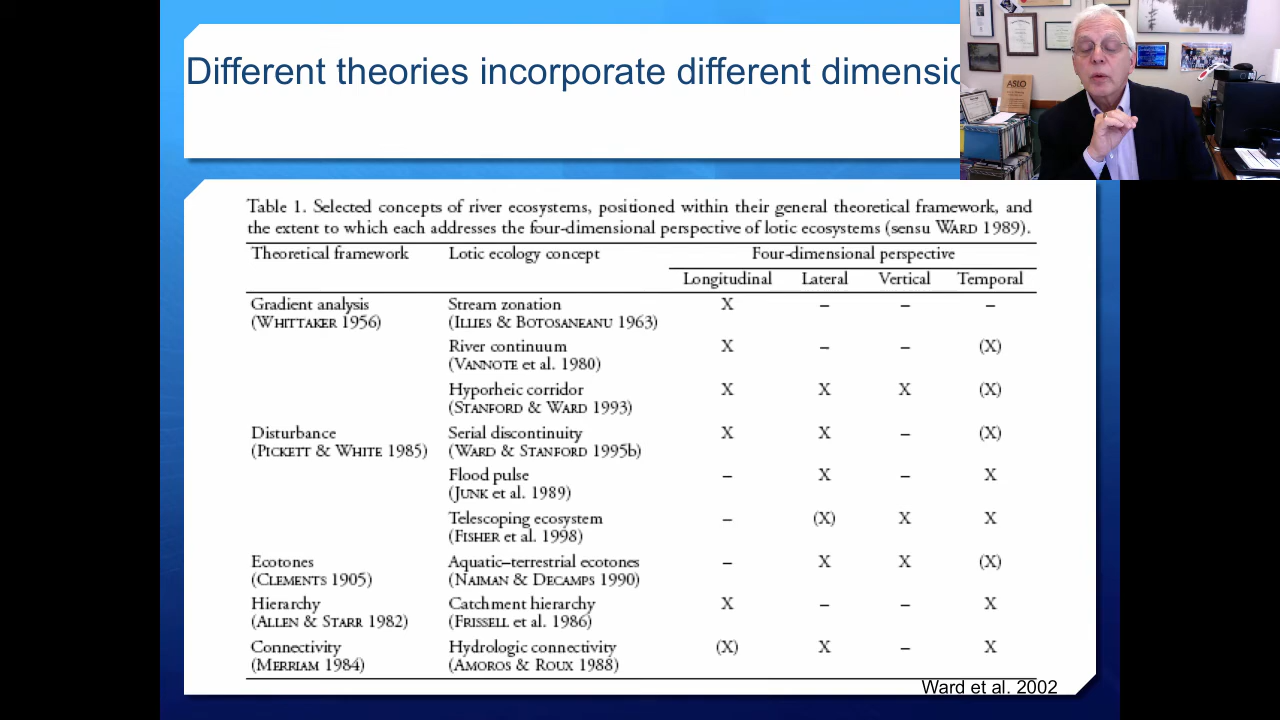 Different theories incorporate different dimensio
ASLO
Table 1. Selected concepts of river ecosystems, positioned within their general theoretical framework, and
the extent to which each addresses the four-dimensional perspective of lotic ecosystems (sensu WARD 1989).
Theoretical framework Lotic ecology concept Four-dimensional perspective
Longitudinal Lateral Vertical Temporal
Gradient analysis Stream zonation X – – –
(WHITTAKER 1956) (ILLIES & BOTOSANEANU 1963)
River continuum X – – (X)
(VANNOTE et al. 1980)
Hyporheic corridor X X X (X)
(STANFORD & WARD 1993)
Disturbance Serial discontinuity X X – (X)
(PICKETT & WHITE 1985) (WARD & STANFORD 1995b)
Flood pulse – X – X
(JUNK et al. 1989)
Telescoping ecosystem – (X) X X
(FISHER et al. 1998)
Ecotones Aquatic–terrestrial ecotones – X X (X)
(CLEMENTS 1905) (NAIMAN & DECAMPS 1990)
Hierarchy Catchment hierarchy X – – X
(ALLEN & STARR 1982) (FRISSELL et al. 1986)
Connectivity Hydrologic connectivity (X) X – X
(MERRIAM 1984) (AMOROS & ROUX 1988)
Ward et al. 2002